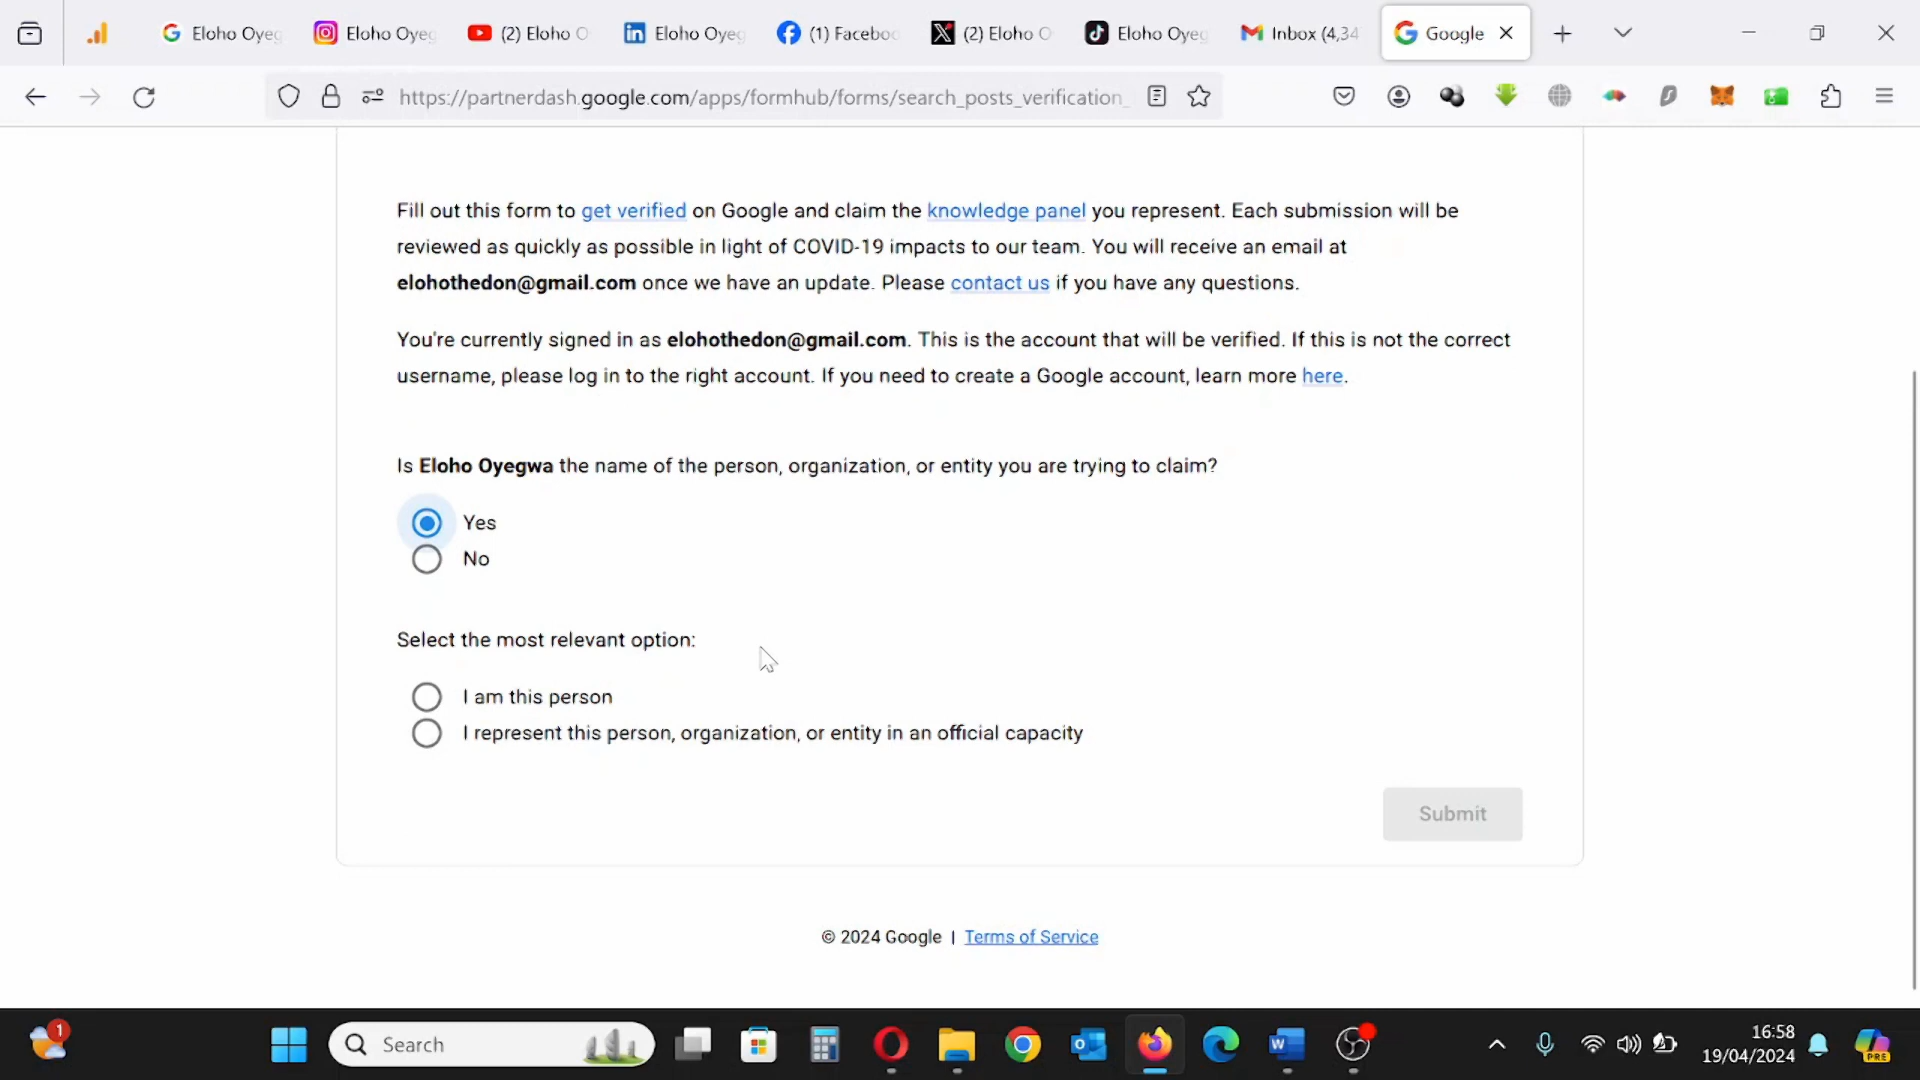 Eloho Oyeg
Eloho Oyeg
(2) Eloho O
Eloho Oyeg
(1) Faceboo
(2) Eloho O
Eloho Oyeg
Inbox (4,34
Google
https://partnerdash.google.com/apps/formhub/forms/search_posts_verification_
Fill out this form to get verified on Google and claim the knowledge panel you represent. Each submission will be
reviewed as quickly as possible in light of COVID-19 impacts to our team. You will receive an email at
elohothedon@gmail.com once we have an update. Please contact us if you have any questions.
You're currently signed in as elohothedon@gmail.com. This is the account that will be verified. If this is not the correct
username, please log in to the right account. If you need to create a Google account, learn more here.
Is Eloho Oyegwa the name of the person, organization, or entity you are trying to claim?
Yes
No
Select the most relevant option:
I am this person
I represent this person, organization, or entity in an official capacity
Submit
© 2024 Google | Terms of Service
1
Search
16:58
19/04/2024
PRE